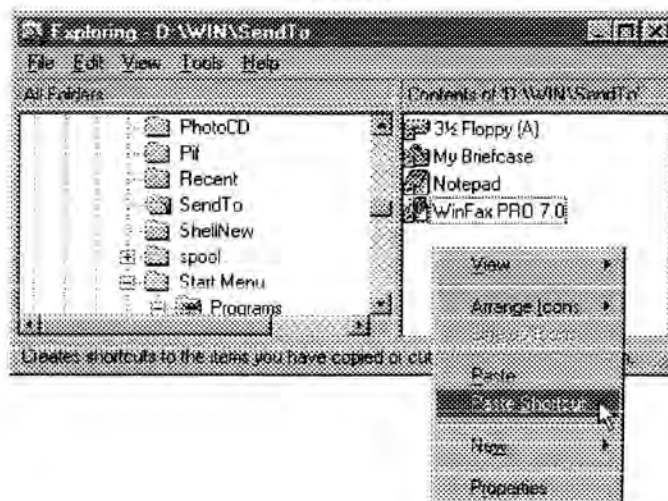 Exploring - D:\WIN\SendTo
File Edit View Tools Help
All Folders
Contents of 'D:\WIN\SendTo'
PhotoCD
Pif
Recent
SendTo
ShellNew
spool
Start Menu
Programs
3½ Floppy (A)
My Briefcase
Notepad
WinFax PRO 7.0
View
Arrange Icons
Paste
Paste Shortcut
New
Properties
Creates shortcuts to the items you have copied or cut